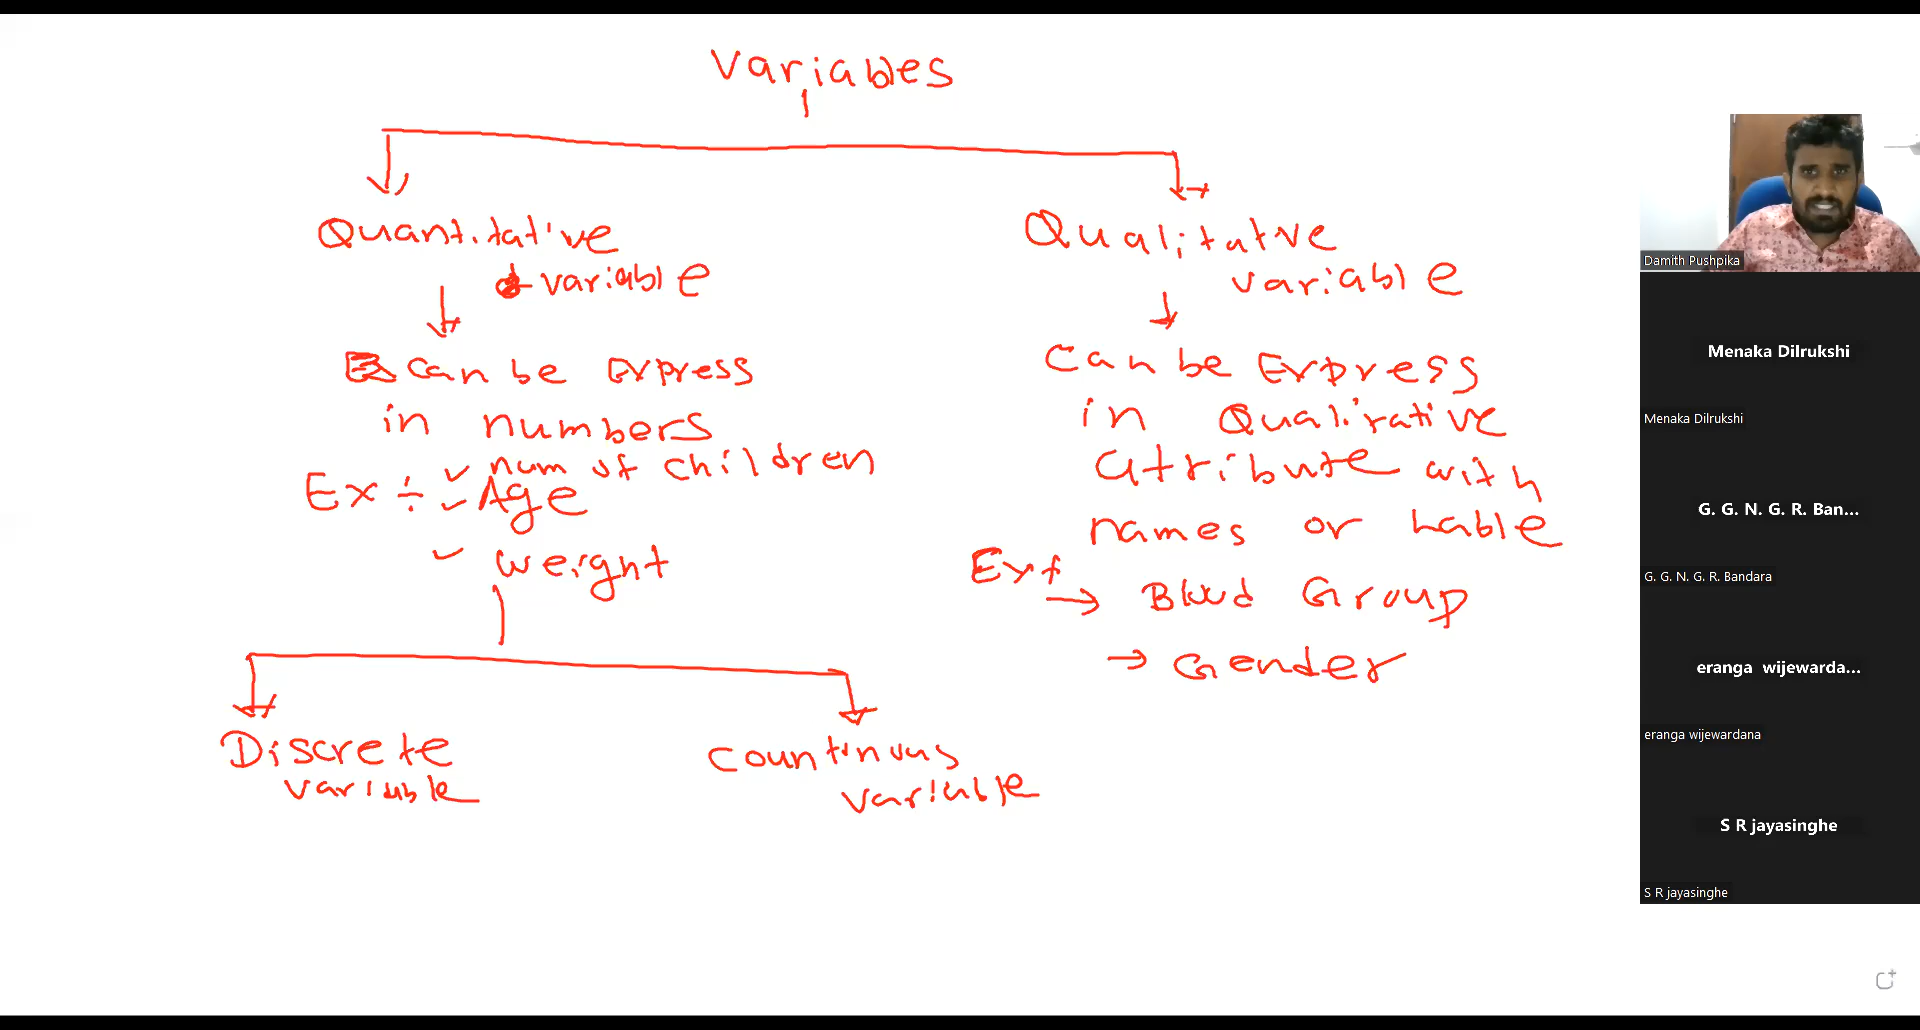 Variables
Quantitative
variable
Can be Express
in numbers
Ex ÷ num of children
Age
weight
Discrete
variable
Countinuous
variable
Qualitative
variable
Can be Express
in Qualitative
attribute with
names or lable
Ex
→ Blood Group
→ Gender
Damith Pushpika
Menaka Dilrukshi
Menaka Dilrukshi
G. G. N. G. R. Ban...
G. G. N. G. R. Bandara
eranga wijewarda...
eranga wijewardana
S R jayasinghe
S R jayasinghe